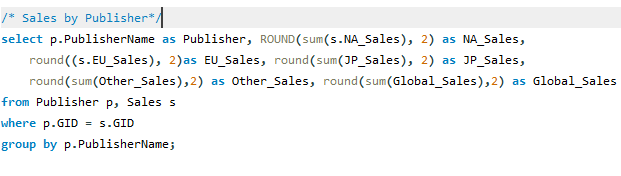 /* Sales by Publisher*/
select p.PublisherName as Publisher, ROUND(sum(s.NA_Sales), 2) as NA_Sales,
round((s.EU_Sales), 2)as EU_Sales, round(sum(JP_Sales), 2) as JP_Sales,
round(sum(Other_Sales),2) as Other_Sales, round(sum(Global_Sales),2) as Global_Sales
from Publisher p, Sales s
where p.GID = s.GID
group by p.PublisherName;